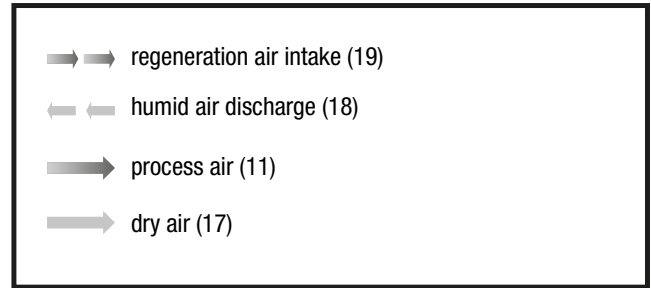 regeneration air intake (19)
humid air discharge (18)
process air (11)
dry air (17)